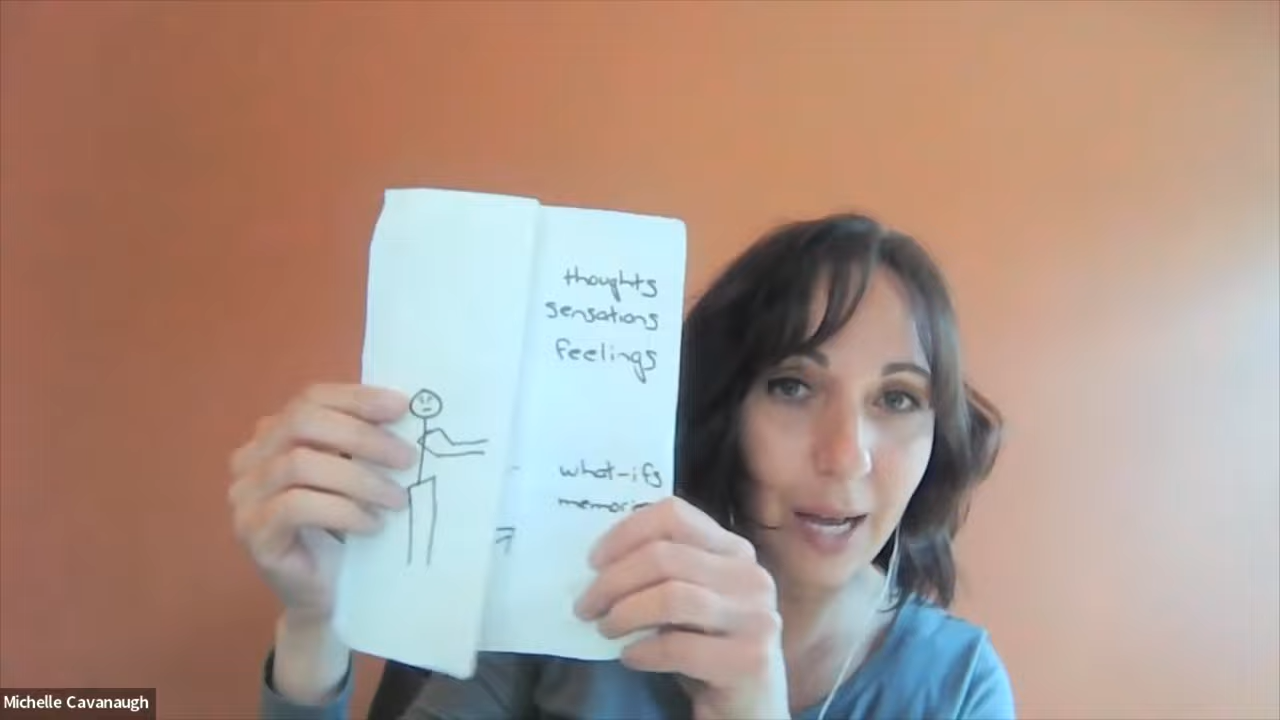 thoughts
sensations
feelings
what-ifs
Michelle Cavanaugh